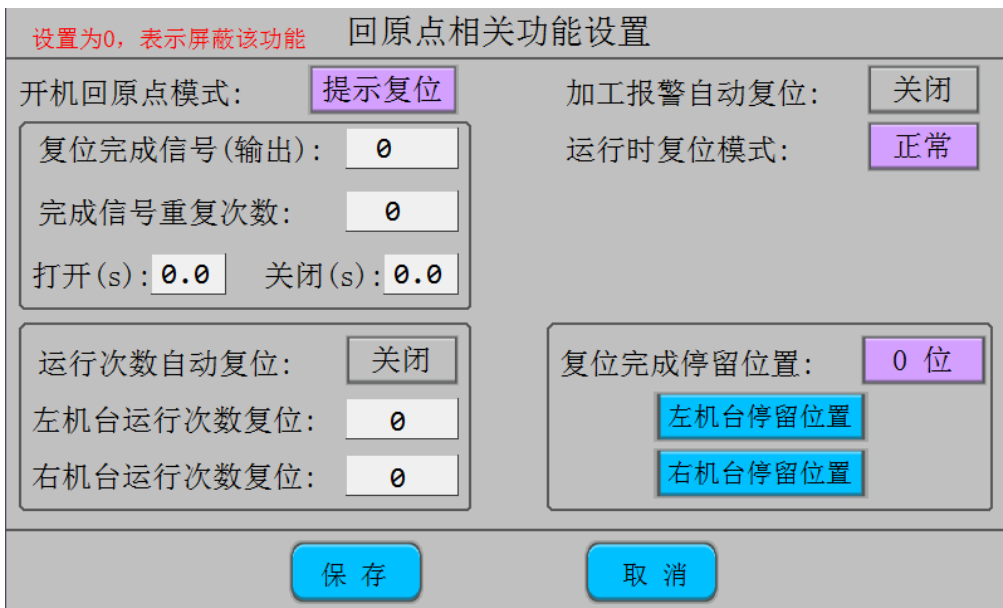 设置为0，表示屏蔽该功能 回原点相关功能设置
开机回原点模式: 提示复位 加工报警自动复位: 关闭
复位完成信号(输出): 0 运行时复位模式: 正常
完成信号重复次数: 0
打开(s): 0.0 关闭(s): 0.0
运行次数自动复位: 关闭 复位完成停留位置: 0 位
左机台运行次数复位: 0 左机台停留位置
右机台运行次数复位: 0 右机台停留位置
保 存 取 消